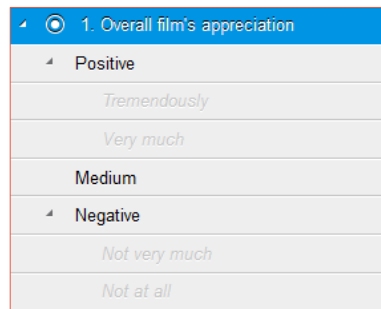 1. Overall film's appreciation
Positive
Tremendously
Very much
Medium
Negative
Not very much
Not at all